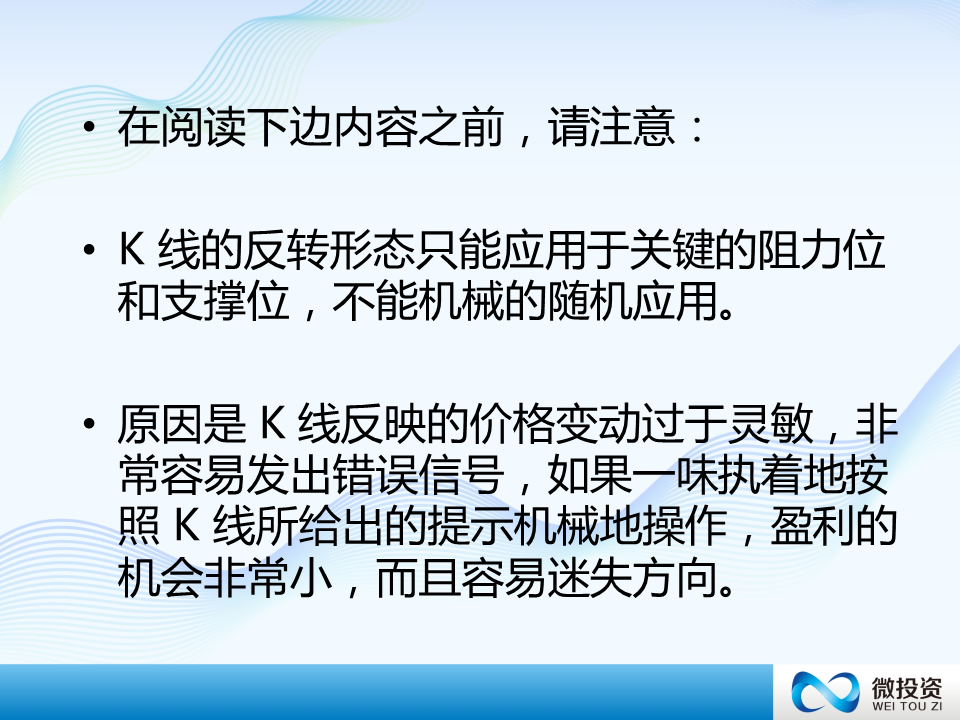 • 在阅读下边内容之前，请注意：
• K 线的反转形态只能应用于关键的阻力位
和支撑位，不能机械的随机应用。
• 原因是 K 线反映的价格变动过于灵敏，非
常容易发出错误信号，如果一味执着地按
照 K 线所给出的提示机械地操作，盈利的
机会非常小，而且容易迷失方向。
微投资
WEI TOU ZI